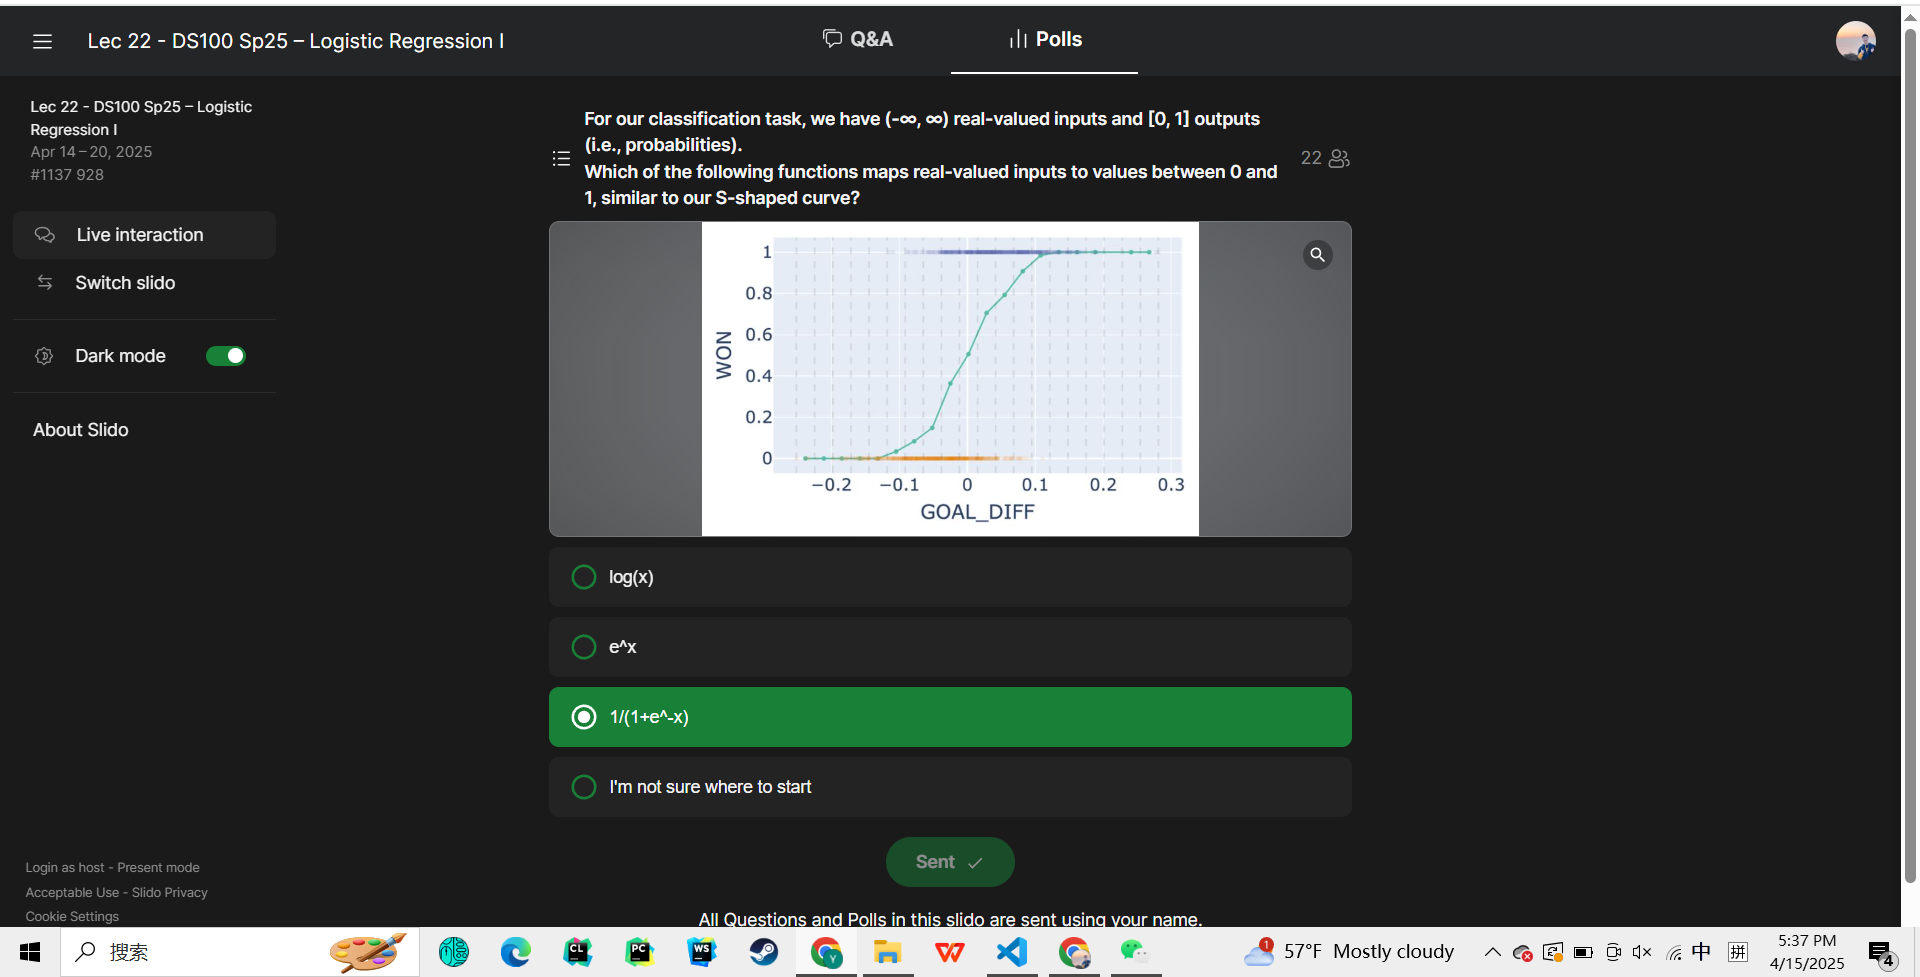 Lec 22 - DS100 Sp25 – Logistic Regression I
Q&A
Polls
Lec 22 - DS100 Sp25 – Logistic
Regression I
Apr 14 – 20, 2025
#1137 928
Live interaction
Switch slido
Dark mode
About Slido
For our classification task, we have (-∞, ∞) real-valued inputs and [0, 1] outputs
(i.e., probabilities).
Which of the following functions maps real-valued inputs to values between 0 and
1, similar to our S-shaped curve?
22
1
0.8
0.6
0.4
0.2
0
WON
−0.2 −0.1 0 0.1 0.2 0.3
GOAL_DIFF
log(x)
e^x
1/(1+e^-x)
I'm not sure where to start
Sent
All Questions and Polls in this slido are sent using your name.
Login as host - Present mode
Acceptable Use - Slido Privacy
Cookie Settings
搜索
CL
PC
WS
Y
1
57°F Mostly cloudy
中
拼
5:37 PM
4/15/2025
4